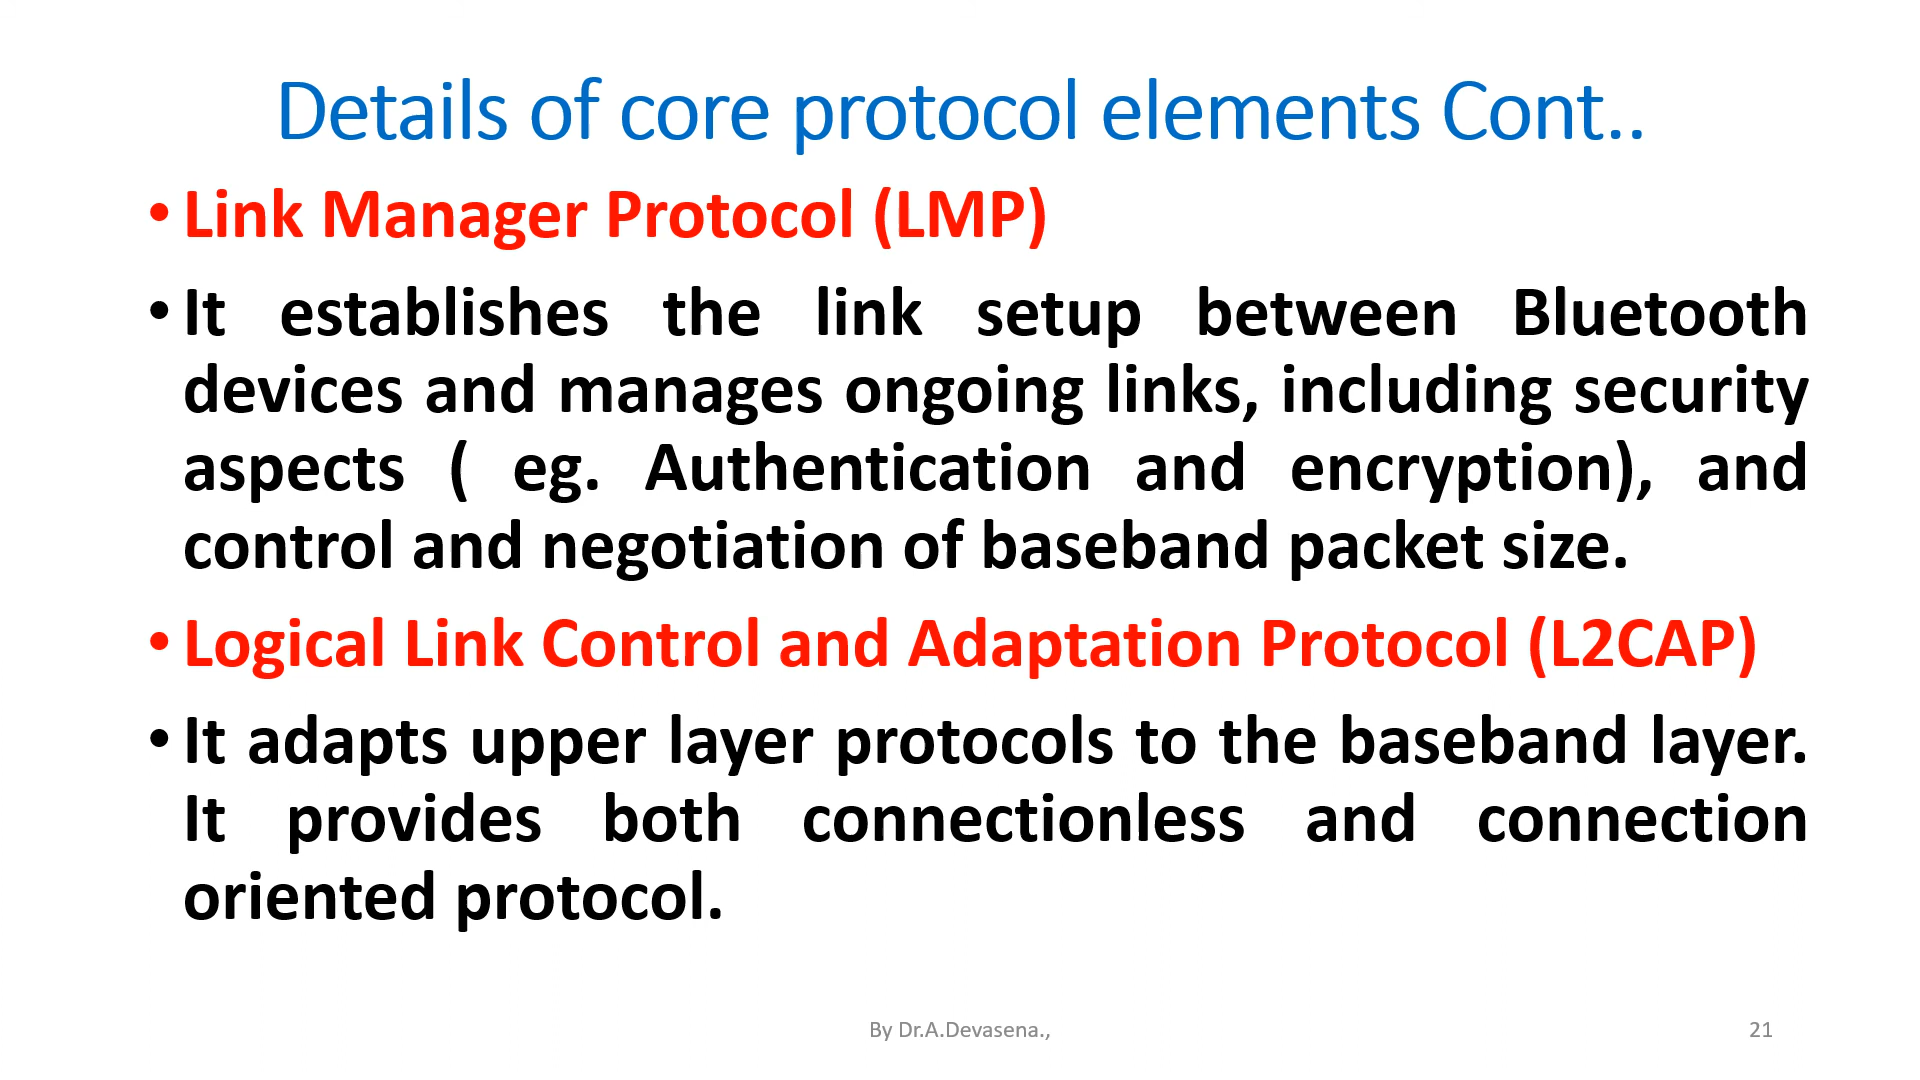 Details of core protocol elements Cont..
• Link Manager Protocol (LMP)
• It establishes the link setup between Bluetooth
devices and manages ongoing links, including security
aspects ( eg. Authentication and encryption), and
control and negotiation of baseband packet size.
• Logical Link Control and Adaptation Protocol (L2CAP)
• It adapts upper layer protocols to the baseband layer.
It provides both connectionless and connection
oriented protocol.
By Dr.A.Devasena.,
21